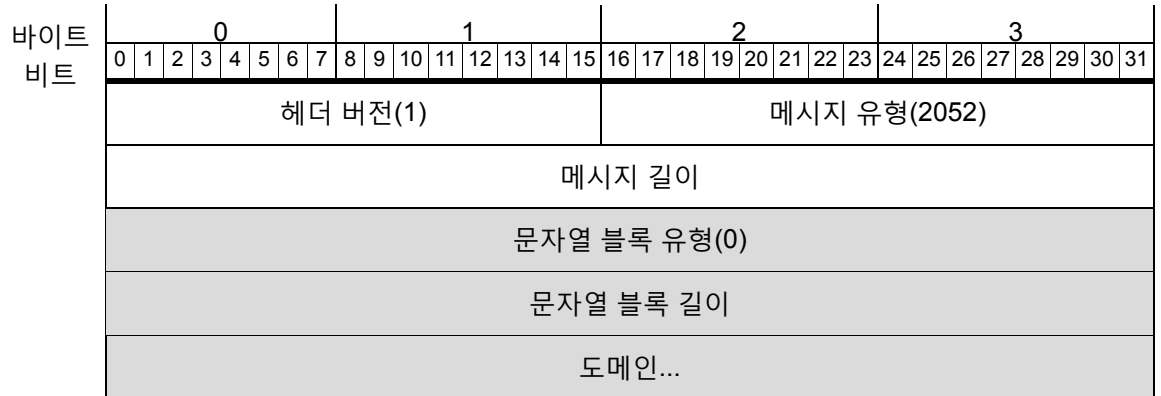 바이트 0 1 2 3
비트 0 1 2 3 4 5 6 7 8 9 10 11 12 13 14 15 16 17 18 19 20 21 22 23 24 25 26 27 28 29 30 31
헤더 버전(1) 메시지 유형(2052)
메시지 길이
문자열 블록 유형(0)
문자열 블록 길이
도메인...